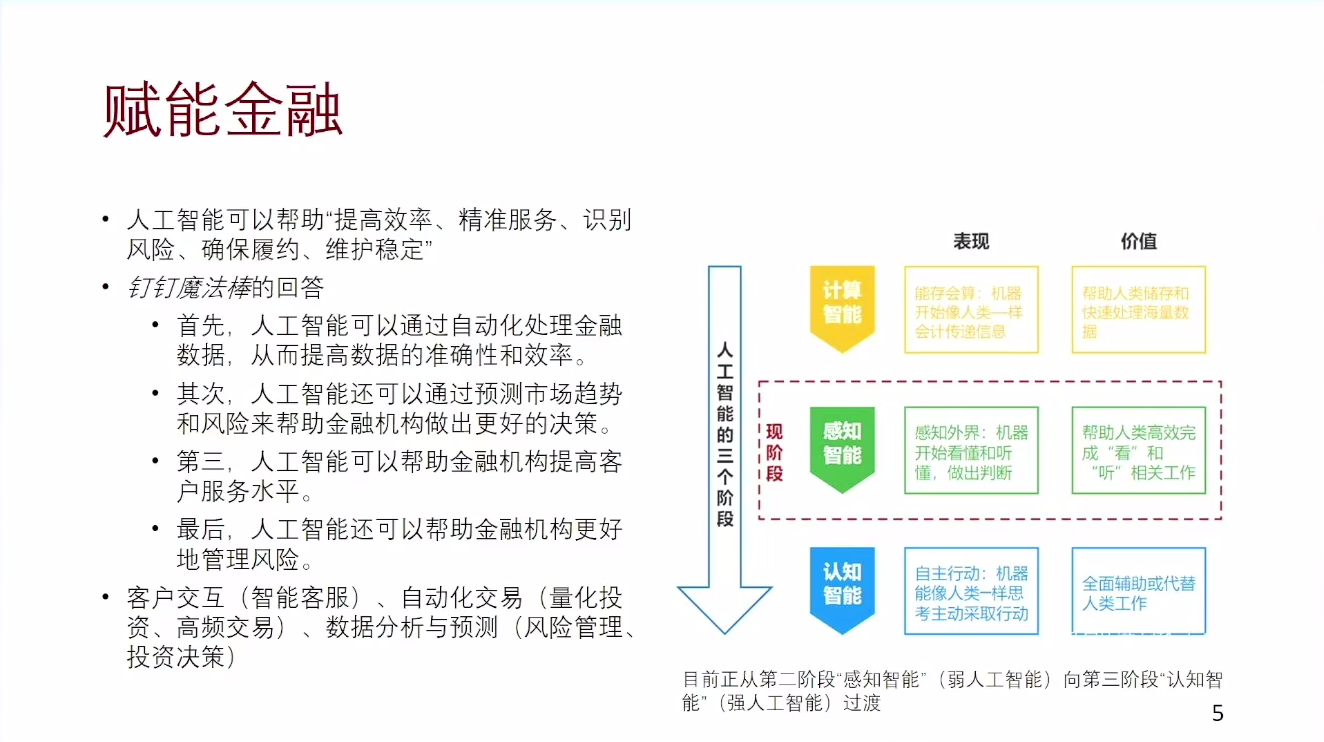 赋能金融
• 人工智能可以帮助“提高效率、精准服务、识别
风险、确保履约、维护稳定”
• 钉钉魔法棒的回答
• 首先，人工智能可以通过自动化处理金融
数据，从而提高数据的准确性和效率。
• 其次，人工智能还可以通过预测市场趋势
和风险来帮助金融机构做出更好的决策。
• 第三，人工智能可以帮助金融机构提高客
户服务水平。
• 最后，人工智能还可以帮助金融机构更好
地管理风险。
• 客户交互（智能客服）、自动化交易（量化投
资、高频交易）、数据分析与预测（风险管理、
投资决策）
表现
价值
人工智能的三个阶段
计算
智能
能存会算：机器
开始像人类一样
会计传递信息
帮助人类储存和
快速处理海量数
据
现阶段
感知
智能
感知外界：机器
开始看懂和听
懂，做出判断
帮助人类高效完
成“看”和
“听”相关工作
认知
智能
自主行动：机器
能像人类一样思
考主动采取行动
全面辅助或代替
人类工作
目前正从第二阶段“感知智能”（弱人工智能）向第三阶段“认知智
能”（强人工智能）过渡
5